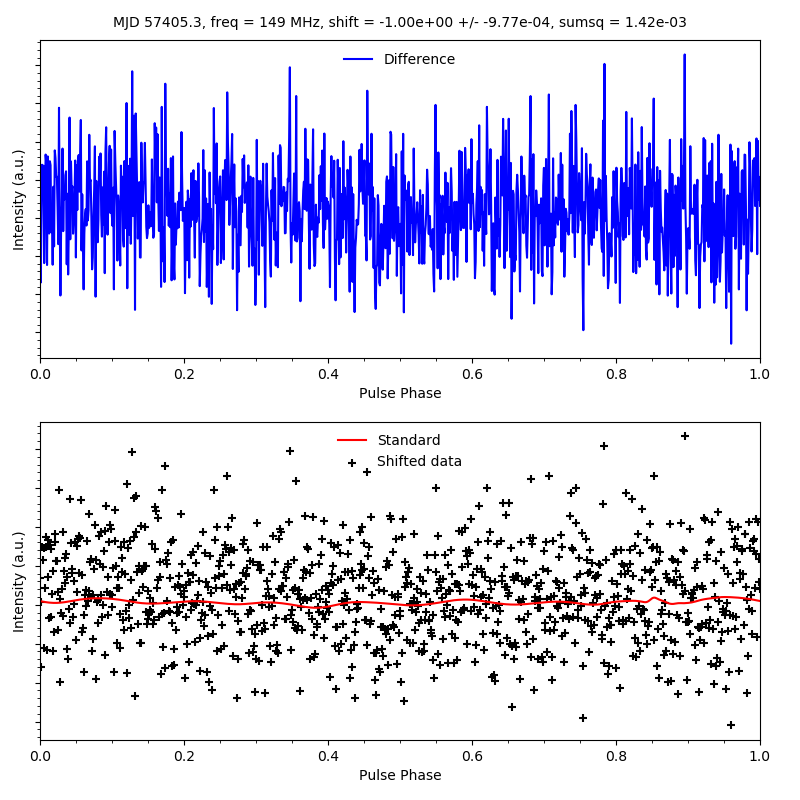 MJD 57405.3, freq = 149 MHz, shift = -1.00e+00 +/- -9.77e-04, sumsq = 1.42e-03
Difference
Intensity (a.u.)
0.0 0.2 0.4 0.6 0.8 1.0
Pulse Phase
Standard
Shifted data
Intensity (a.u.)
0.0 0.2 0.4 0.6 0.8 1.0
Pulse Phase